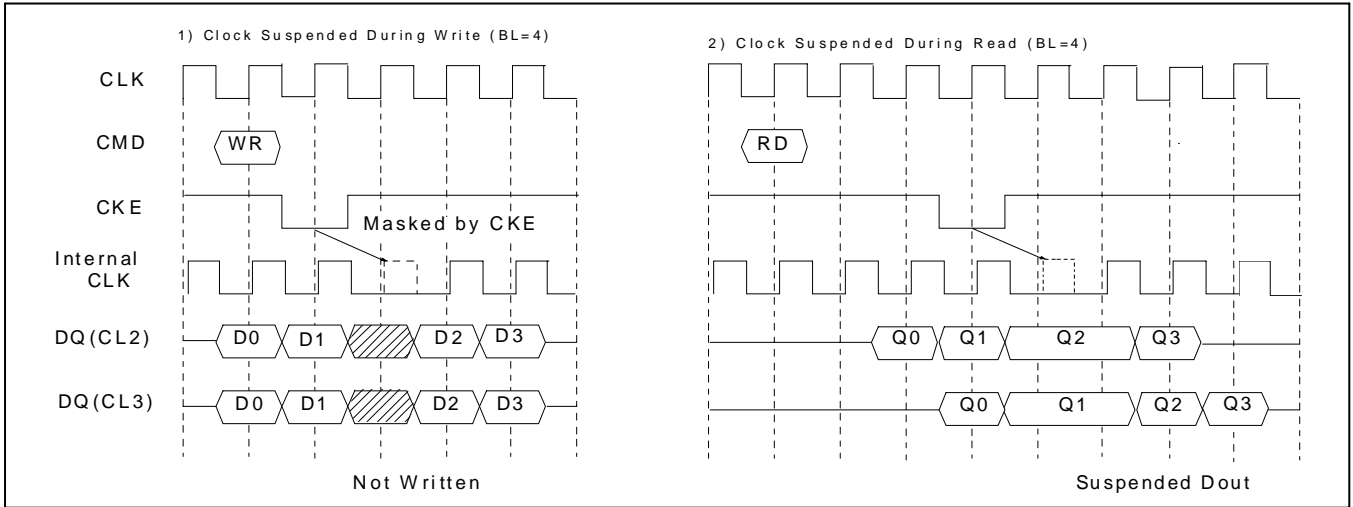 1) Clock Suspended During Write (BL=4)
2) Clock Suspended During Read (BL=4)
CLK
CMD
WR
RD
CKE
Masked by CKE
Internal
CLK
DQ(CL2)
D0 D1 D2 D3
Q0 Q1 Q2 Q3
DQ(CL3)
D0 D1 D2 D3
Q0 Q1 Q2 Q3
Not Written
Suspended Dout